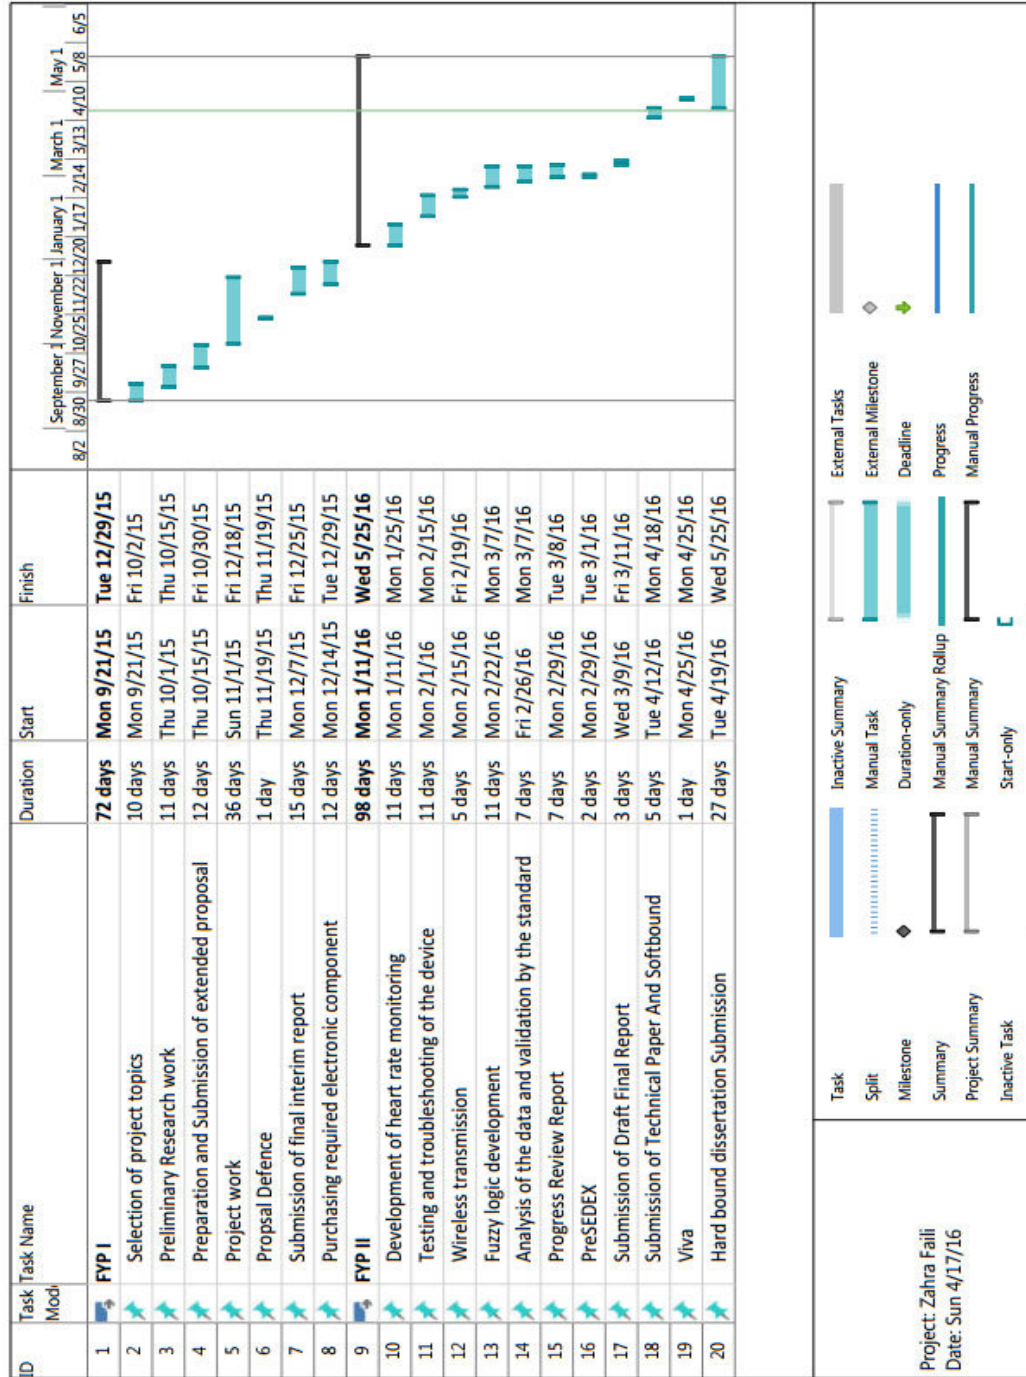 ID Task Mode Task Name Duration Start Finish
September 1 November 1 January 1 March 1 May 1
8/2 8/30 9/27 10/25 11/22 12/20 1/17 2/14 3/13 4/10 5/8 6/5
1 FYP I 72 days Mon 9/21/15 Tue 12/29/15
2 Selection of project topics 10 days Mon 9/21/15 Fri 10/2/15
3 Preliminary Research work 11 days Thu 10/1/15 Thu 10/15/15
4 Preparation and Submission of extended proposal 12 days Thu 10/15/15 Fri 10/30/15
5 Project work 36 days Sun 11/1/15 Fri 12/18/15
6 Propsal Defence 1 day Thu 11/19/15 Thu 11/19/15
7 Submission of final interim report 15 days Mon 12/7/15 Fri 12/25/15
8 Purchasing required electronic component 12 days Mon 12/14/15 Tue 12/29/15
9 FYP II 98 days Mon 1/11/16 Wed 5/25/16
10 Development of heart rate monitoring 11 days Mon 1/11/16 Mon 1/25/16
11 Testing and troubleshooting of the device 11 days Mon 2/1/16 Mon 2/15/16
12 Wireless transmission 5 days Mon 2/15/16 Fri 2/19/16
13 Fuzzy logic development 11 days Mon 2/22/16 Mon 3/7/16
14 Analysis of the data and validation by the standard 7 days Fri 2/26/16 Mon 3/7/16
15 Progress Review Report 7 days Mon 2/29/16 Tue 3/8/16
16 PreSEDEX 2 days Mon 2/29/16 Tue 3/1/16
17 Submission of Draft Final Report 3 days Wed 3/9/16 Fri 3/11/16
18 Submission of Technical Paper And Softbound 5 days Tue 4/12/16 Mon 4/18/16
19 Viva 1 day Mon 4/25/16 Mon 4/25/16
20 Hard bound dissertation Submission 27 days Tue 4/19/16 Wed 5/25/16
Project: Zahra Faili
Date: Sun 4/17/16
Task Inactive Summary External Tasks
Split Manual Task External Milestone
Milestone Duration-only Deadline
Summary Manual Summary Rollup Progress
Project Summary Manual Summary Manual Progress
Inactive Task Start-only